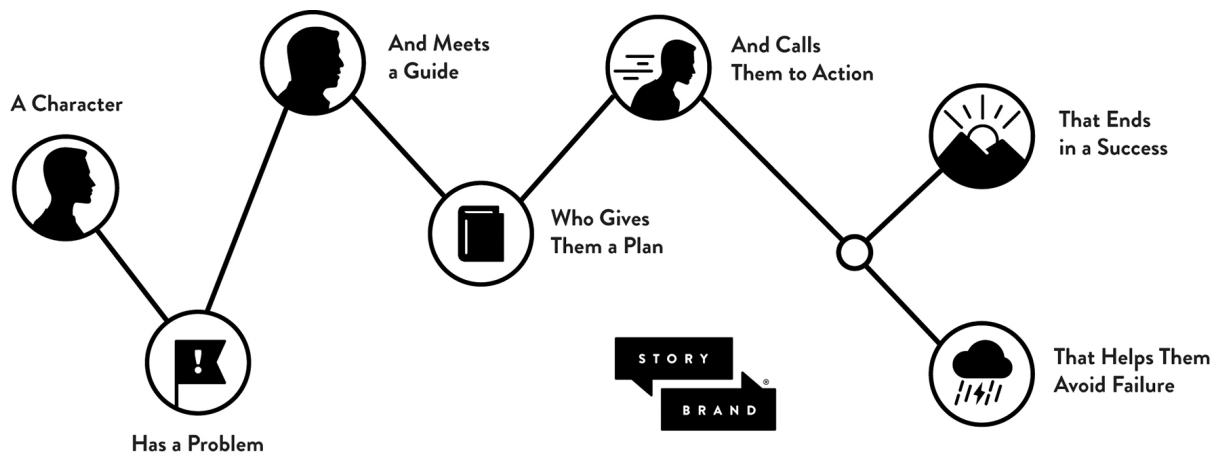 A Character
Has a Problem
And Meets
a Guide
Who Gives
Them a Plan
And Calls
Them to Action
That Ends
in a Success
That Helps Them
Avoid Failure
!
STORY
BRAND
®